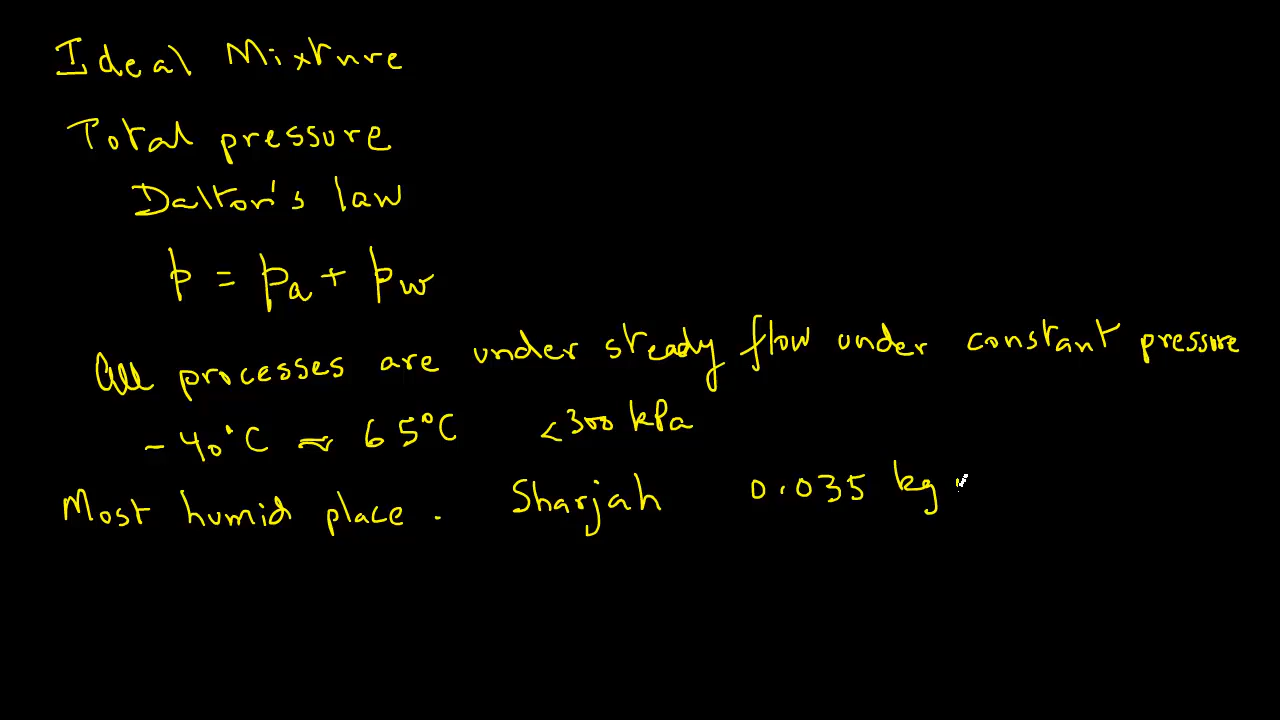 Ideal Mixture
Total pressure
Dalton's law
p = pa + pw
All processes are under steady flow under constant pressure
- 40°C ≈ 65°C <300 kPa
Most humid place. Sharjah 0.035 kg